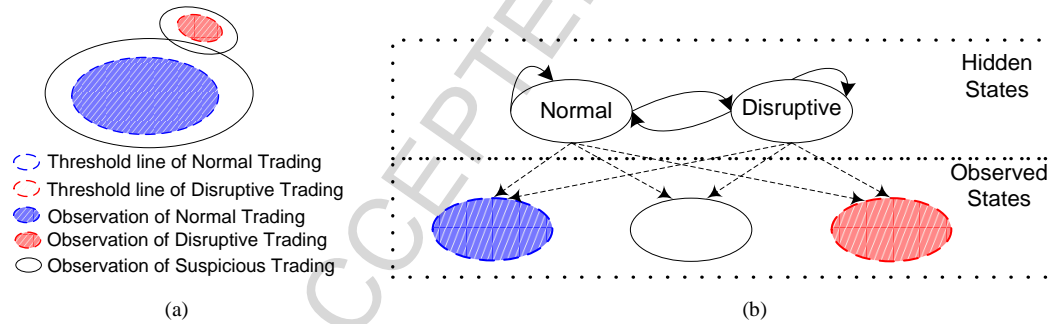 Threshold line of Normal Trading
Threshold line of Disruptive Trading
Observation of Normal Trading
Observation of Disruptive Trading
Observation of Suspicious Trading
(a)
Hidden
States
Normal
Disruptive
Observed
States
(b)
CCEPTE